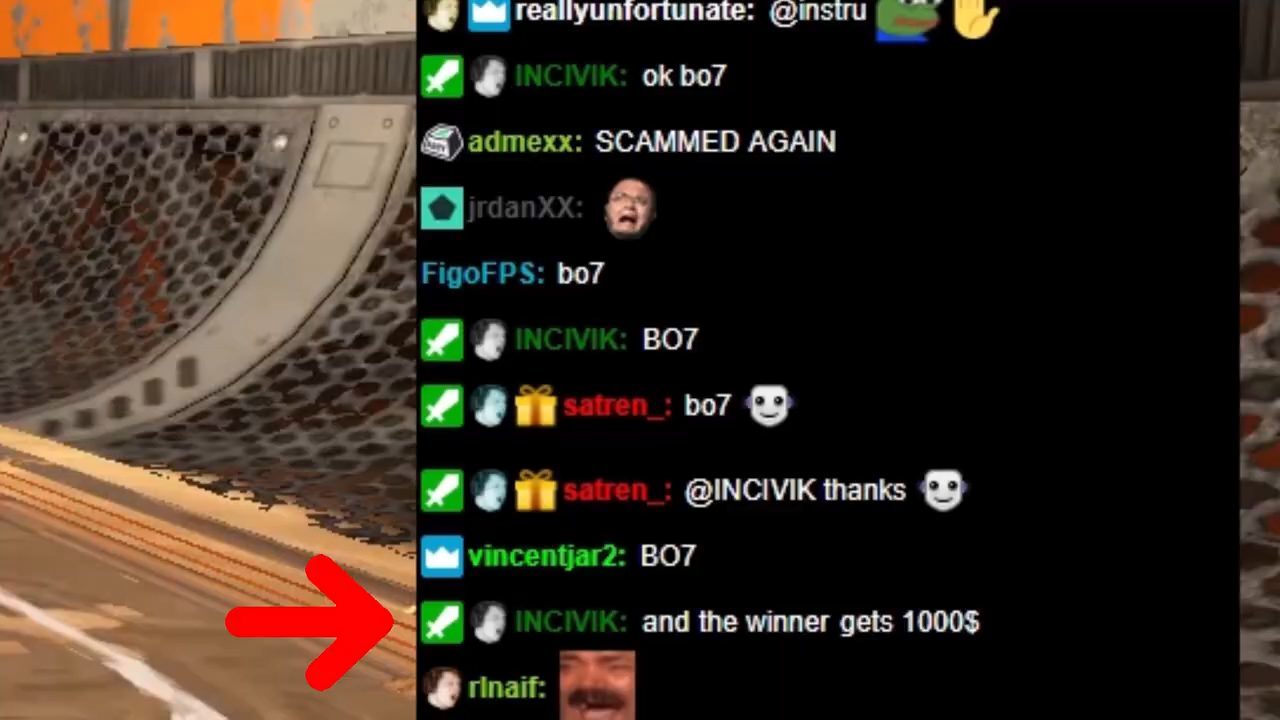 reallyunfortunate: @instru
INCIVIK: ok bo7
admexx: SCAMMED AGAIN
jrdanXX:
FigoFPS: bo7
INCIVIK: BO7
satren_: bo7
satren_: @INCIVIK thanks
vincentjar2: BO7
INCIVIK: and the winner gets 1000$
rlnaif: